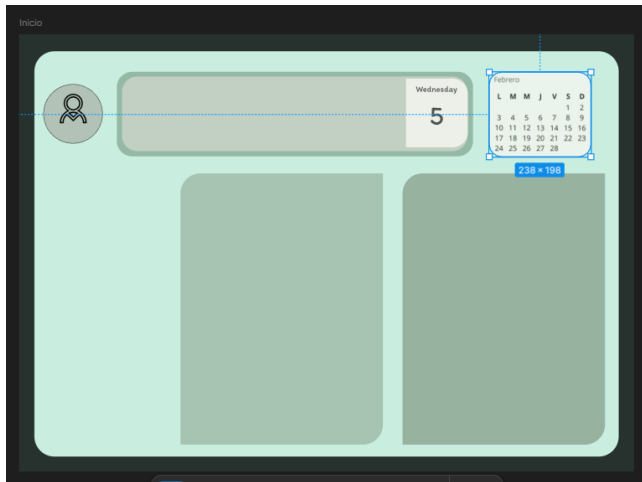 Inicio
Wednesday
5
Febrero
L M M J V S D
1 2
3 4 5 6 7 8 9
10 11 12 13 14 15 16
17 18 19 20 21 22 23
24 25 26 27 28
238 × 198